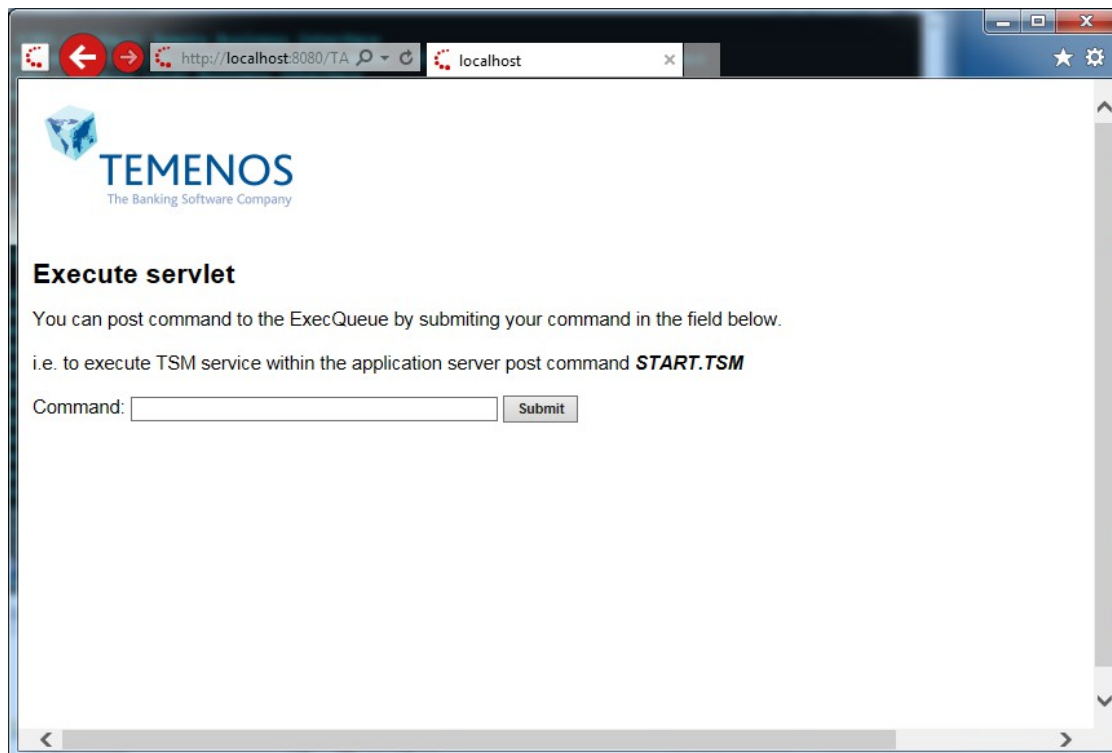 http://localhost:8080/TA
localhost
TEMENOS
The Banking Software Company
Execute servlet
You can post command to the ExecQueue by submiting your command in the field below.
i.e. to execute TSM service within the application server post command START.TSM
Command:
Submit